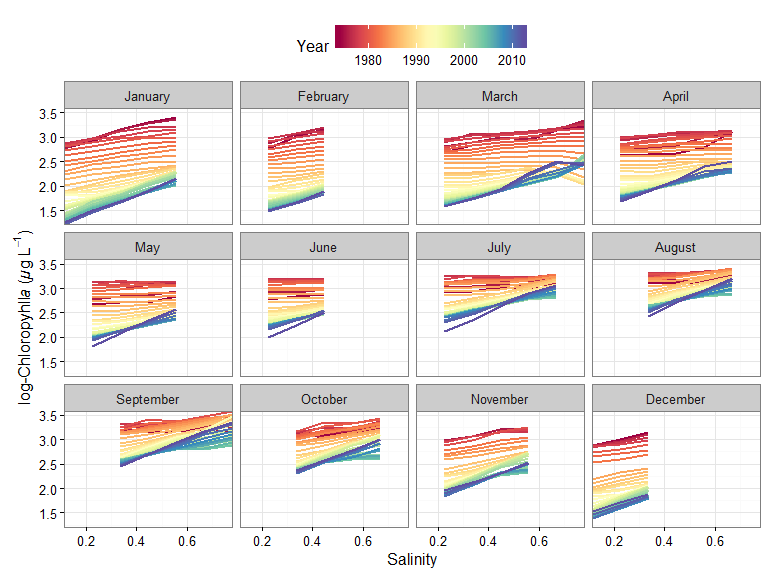 Year
1980 1990 2000 2010
January February March April
3.5
3.0
2.5
2.0
1.5
May June July August
3.5
3.0
2.5
2.0
1.5
September October November December
3.5
3.0
2.5
2.0
1.5
0.2 0.4 0.6 0.2 0.4 0.6 0.2 0.4 0.6 0.2 0.4 0.6
log-Chloropyhlla (μg L⁻¹)
Salinity